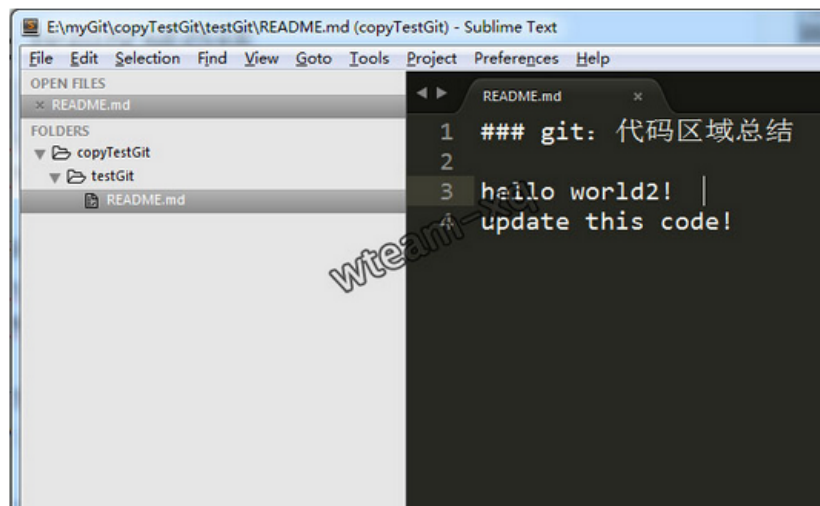 E:\myGit\copyTestGit\testGit\README.md (copyTestGit) - Sublime Text
File Edit Selection Find View Goto Tools Project Preferences Help
OPEN FILES
× README.md
FOLDERS
copyTestGit
testGit
README.md
README.md ×
1 ### git: 代码区域总结
2
3 hello world2!
4 update this code!
wteam-xq